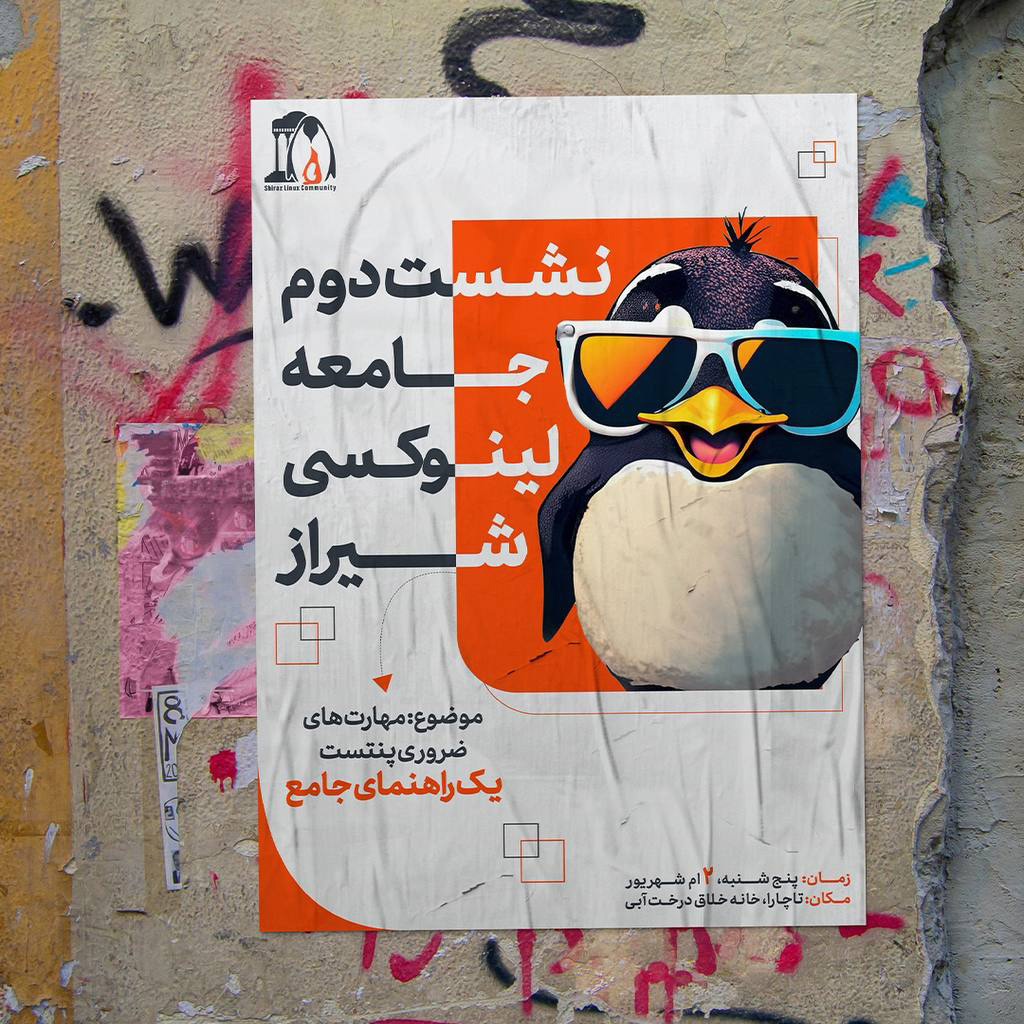 Shiraz Linux Community
نشست دوم
جامعه
لینوکسی
شیراز
موضوع: مهارت‌های
ضروری پنتست
یک راهنمای جامع
زمان: پنج شنبه، ۲ ام شهریور
مکان: تاچارا، خانه خلاق درخت آبی